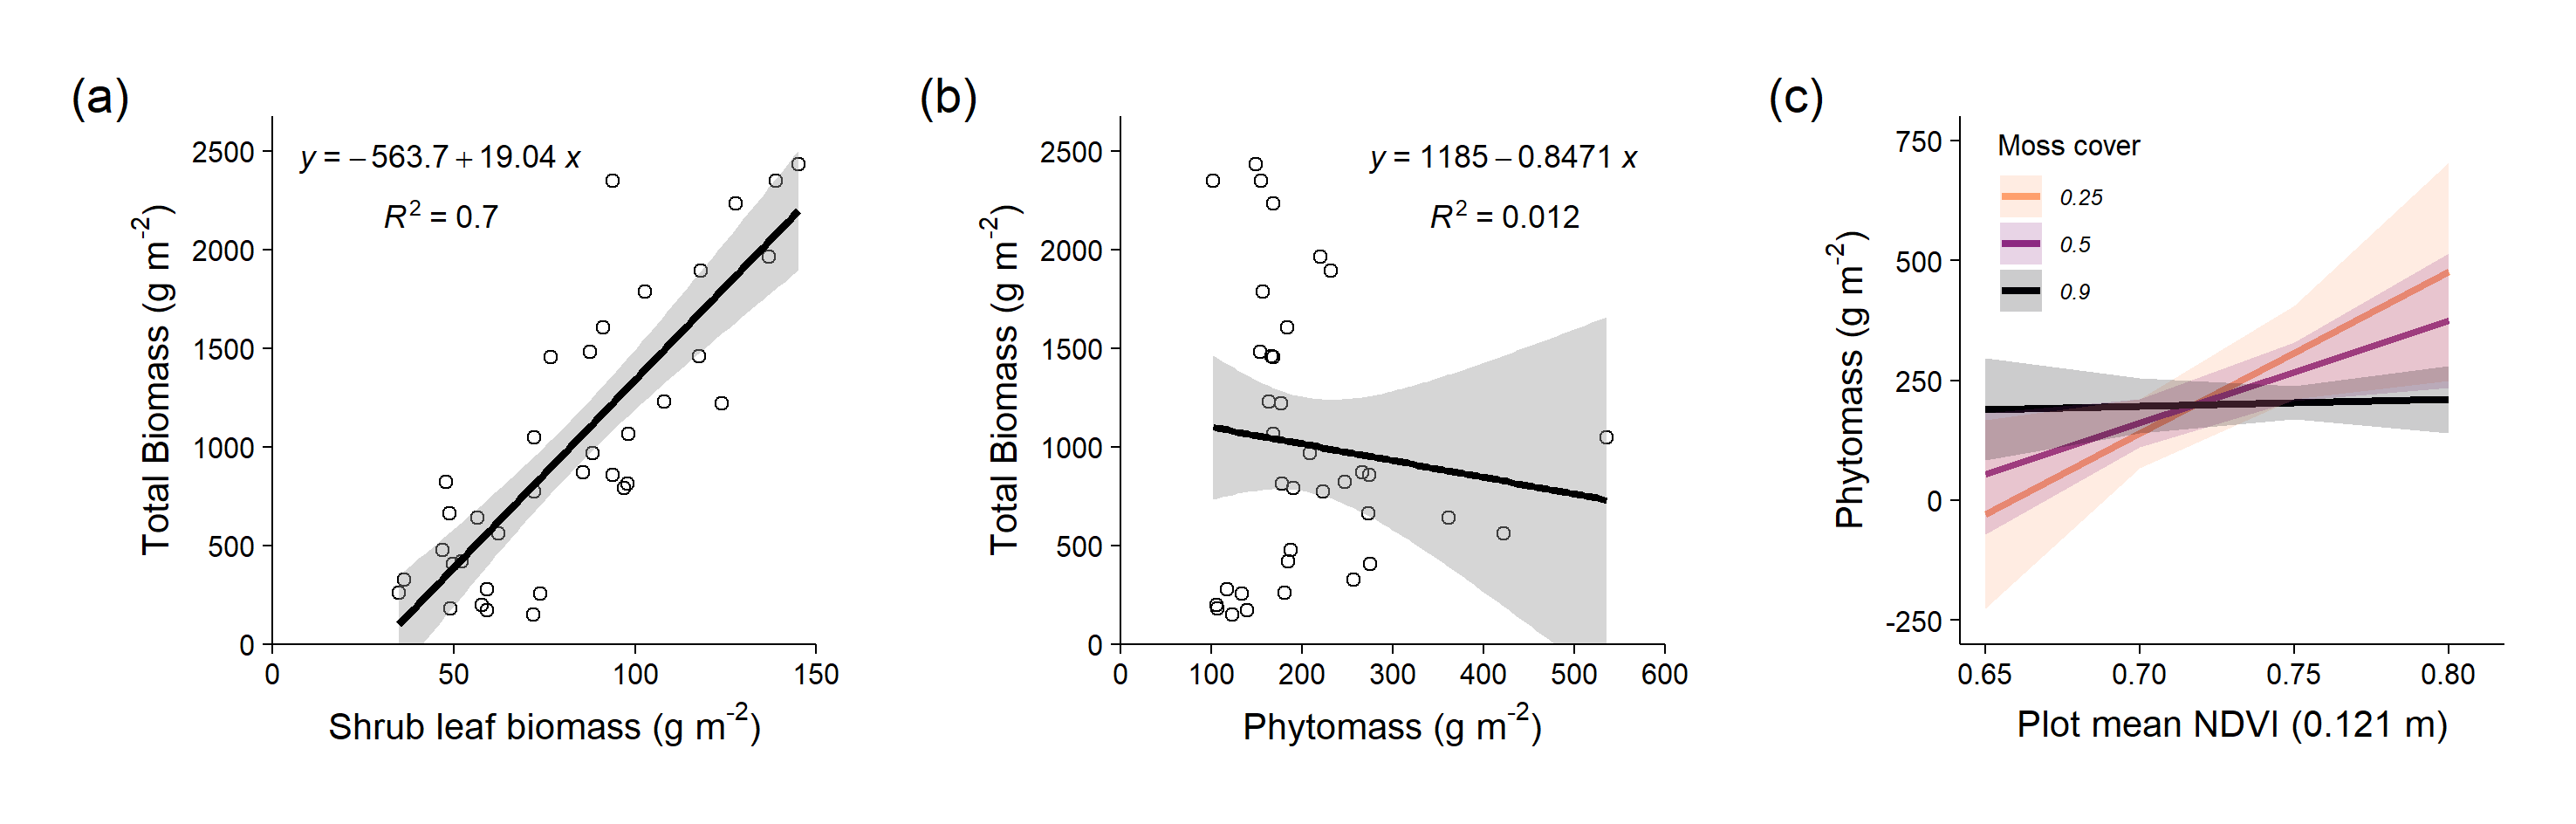 (a)
y = −563.7 + 19.04 x
R² = 0.7
2500
2000
1500
1000
500
0
0 50 100 150
Total Biomass (g m⁻²)
Shrub leaf biomass (g m⁻²)
(b)
y = 1185 − 0.8471 x
R² = 0.012
2500
2000
1500
1000
500
0
0 100 200 300 400 500 600
Total Biomass (g m⁻²)
Phytomass (g m⁻²)
(c)
Moss cover
0.25
0.5
0.9
750
500
250
0
-250
0.65 0.70 0.75 0.80
Phytomass (g m⁻²)
Plot mean NDVI (0.121 m)